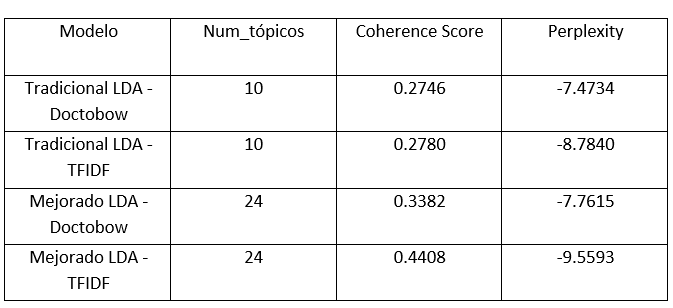 Modelo Num_tópicos Coherence Score Perplexity
Tradicional LDA - 10 0.2746 -7.4734
Doctobow
Tradicional LDA - 10 0.2780 -8.7840
TFIDF
Mejorado LDA - 24 0.3382 -7.7615
Doctobow
Mejorado LDA - 24 0.4408 -9.5593
TFIDF